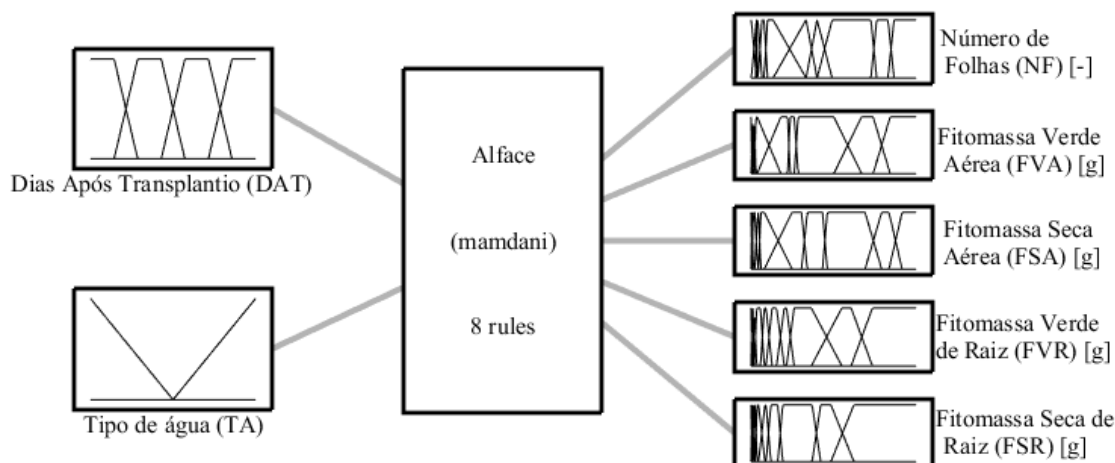 Dias Após Transplantio (DAT)
Tipo de água (TA)
Alface
(mamdani)
8 rules
Número de
Folhas (NF) [-]
Fitomassa Verde
Aérea (FVA) [g]
Fitomassa Seca
Aérea (FSA) [g]
Fitomassa Verde
de Raiz (FVR) [g]
Fitomassa Seca de
Raiz (FSR) [g]